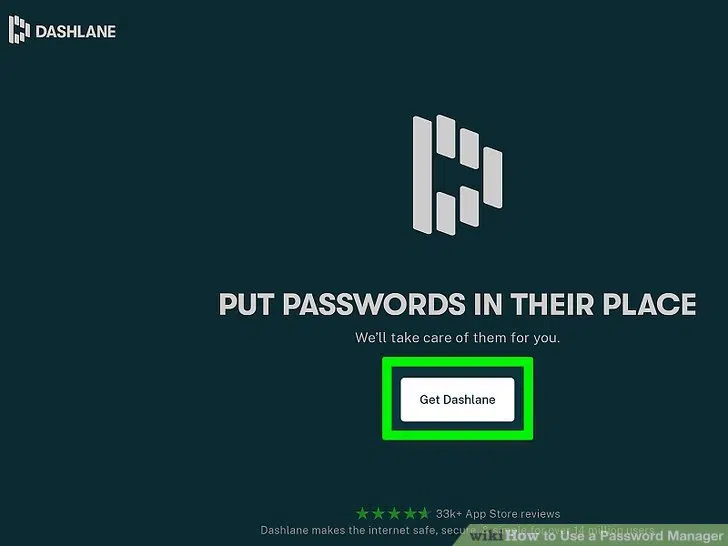 DASHLANE
PUT PASSWORDS IN THEIR PLACE
We'll take care of them for you.
Get Dashlane
33k+ App Store reviews
Dashlane makes the internet safe, secure, & simple for over 14 million users.
wikiHow to Use a Password Manager